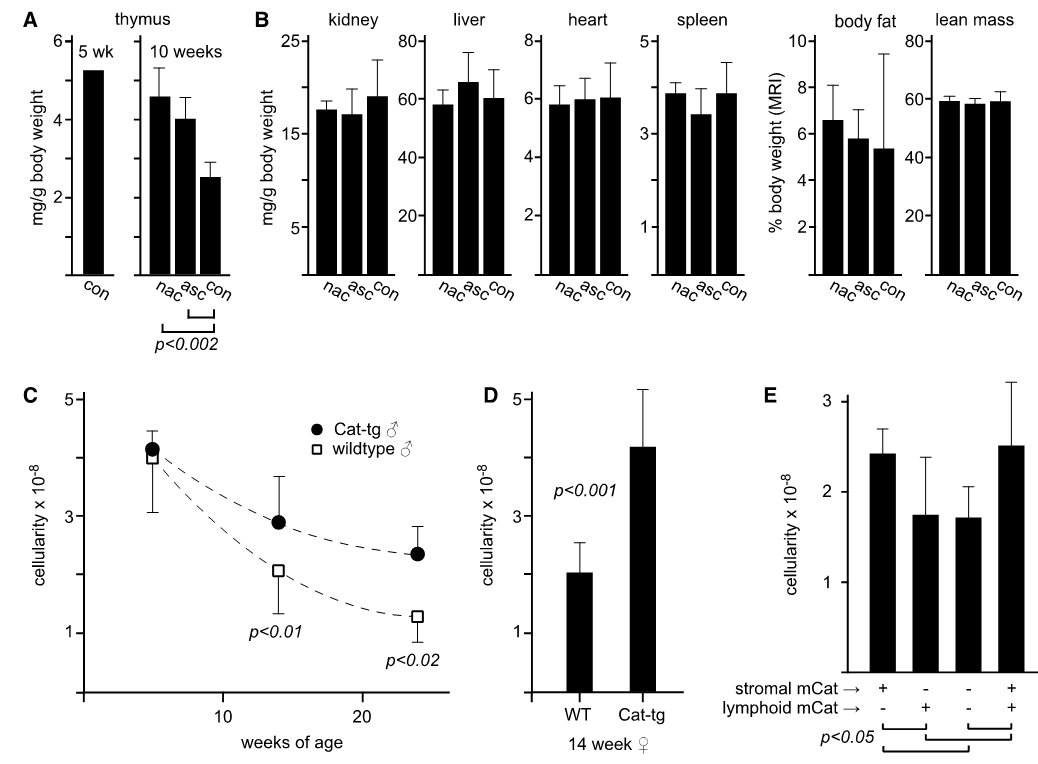 A
thymus
5 wk
10 weeks
mg/g body weight
6
4
2
con
nac asc con
p<0.002
B
kidney
liver
heart
spleen
body fat
lean mass
mg/g body weight
25
15
5
nac asc con
80
60
40
20
nac asc con
8
6
4
2
nac asc con
5
3
1
nac asc con
% body weight (MRI)
10
8
6
4
2
nac asc con
80
60
40
20
nac asc con
C
cellularity x 10-8
5
3
1
Cat-tg ♂
wildtype ♂
p<0.01
p<0.02
10
20
weeks of age
D
cellularity x 10-8
5
3
1
p<0.001
WT
Cat-tg
14 week ♀
E
cellularity x 10-8
3
2
1
stromal mCat → + - - +
lymphoid mCat → - + - +
p<0.05